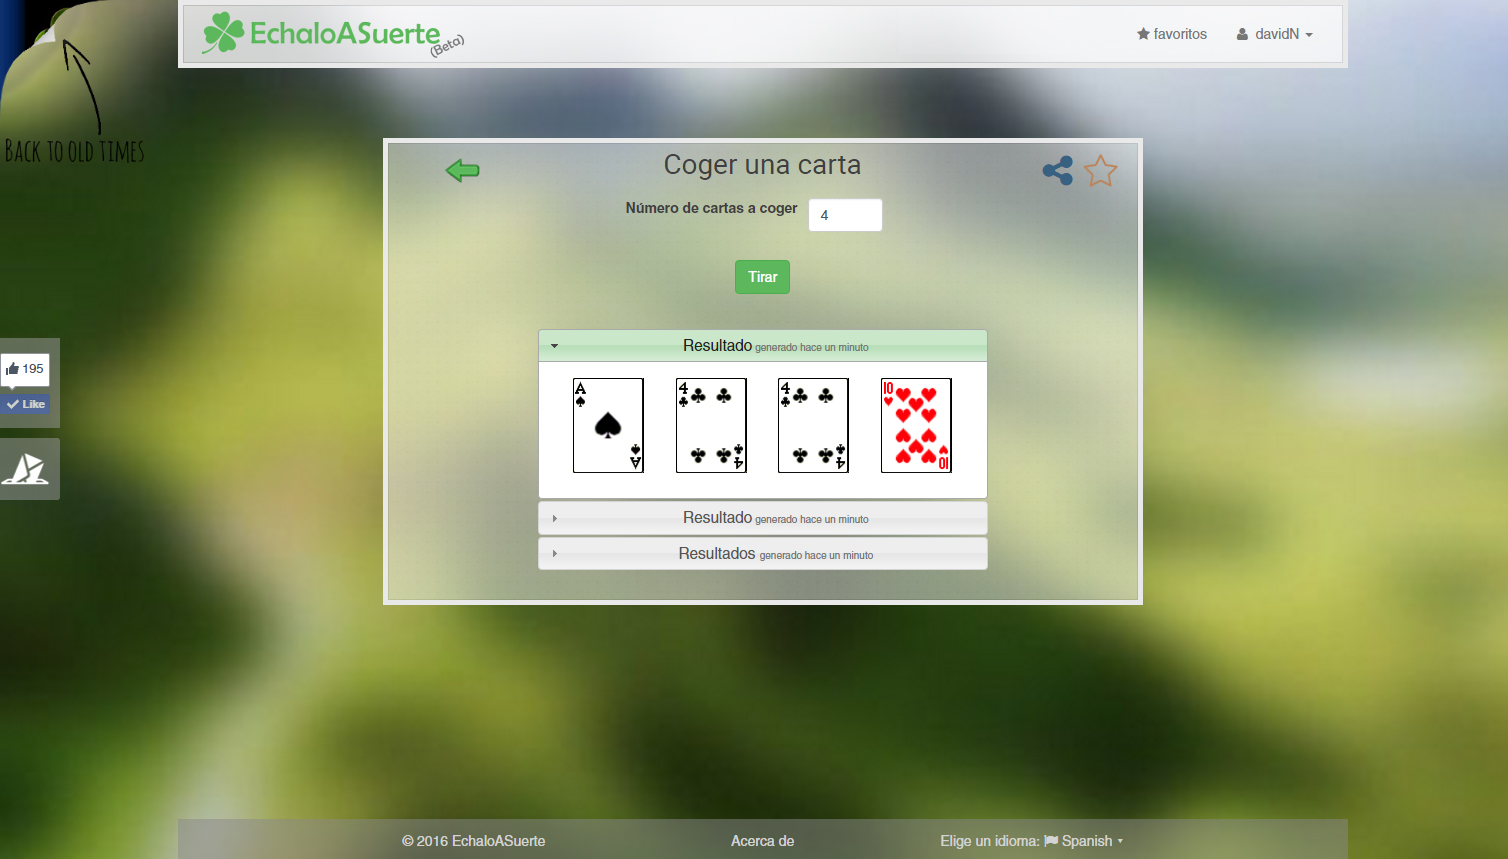 EchaloASuerte
(Beta)
favoritos
davidN
Back to old times
Coger una carta
Número de cartas a coger 4
Tirar
195
Like
Resultado generado hace un minuto
A
A
4
4
4
4
10
10
Resultado generado hace un minuto
Resultados generado hace un minuto
© 2016 EchaloASuerte
Acerca de
Elige un idioma: Spanish